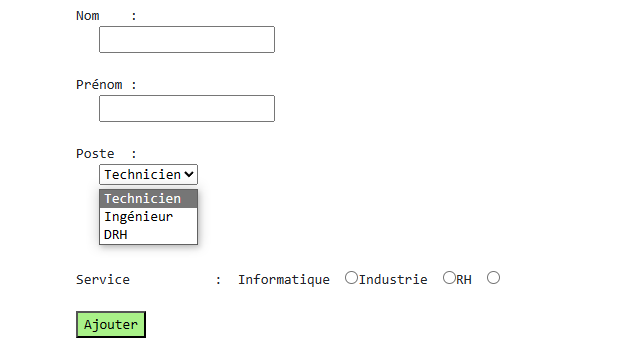 Nom    :
Prénom :
Poste  :
Technicien
Technicien
Ingénieur
DRH
Service           :  Informatique  Industrie  RH
Ajouter